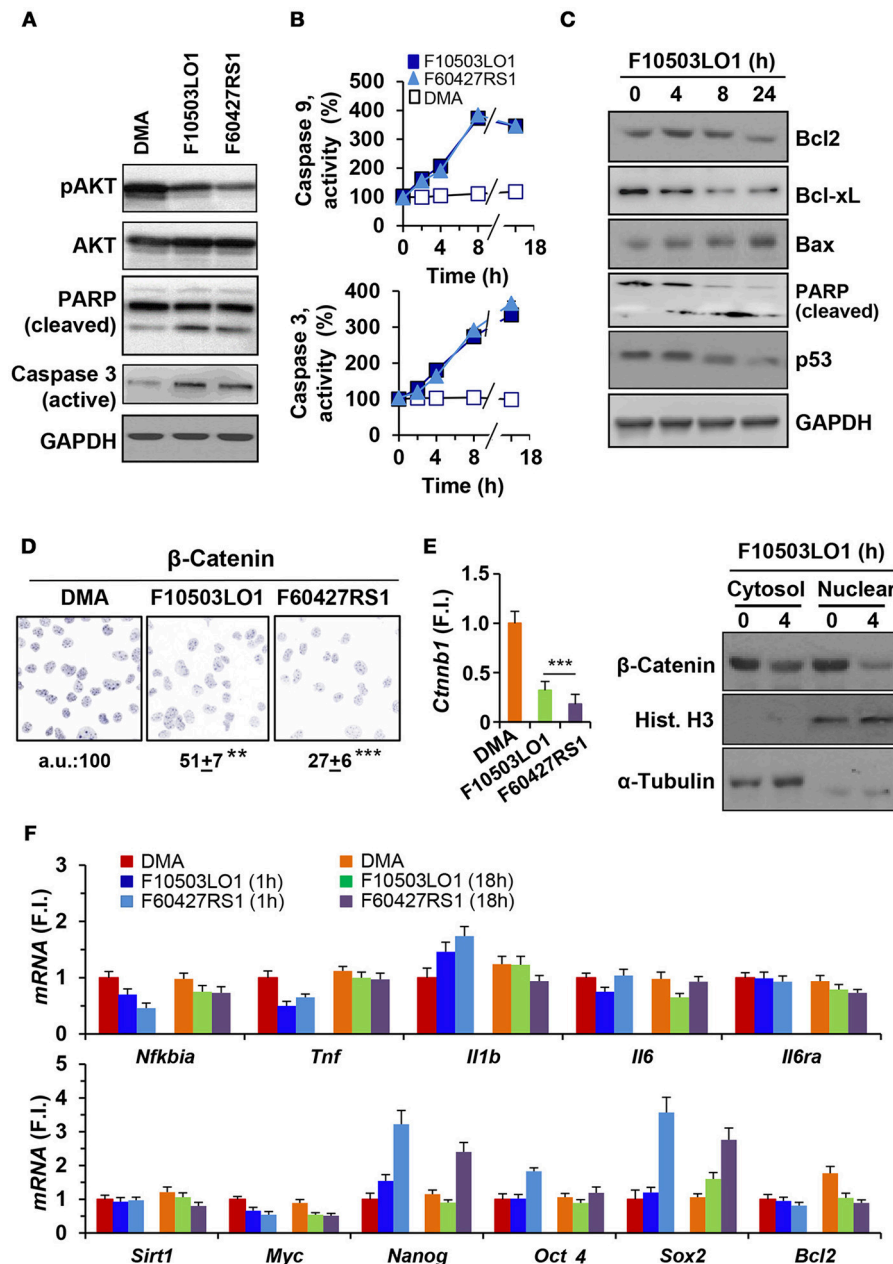 A
DMA
F10503LO1
F60427RS1
pAKT
AKT
PARP
(cleaved)
Caspase 3
(active)
GAPDH
B
F10503LO1
F60427RS1
DMA
Caspase 9,
activity (%)
500
400
300
200
100
0
0 4 8 18
Time (h)
Caspase 3,
activity (%)
400
300
200
100
0
0 4 8 18
Time (h)
C
F10503LO1 (h)
0 4 8 24
Bcl2
Bcl-xL
Bax
PARP
(cleaved)
p53
GAPDH
D
β-Catenin
DMA F10503LO1 F60427RS1
a.u.:100 51+7 ** 27+6 ***
E
Ctnnb1 (F.I.)
1.5
1.0
0.5
0
***
DMA
F10503LO1
F60427RS1
F10503LO1 (h)
Cytosol Nuclear
0 4 0 4
β-Catenin
Hist. H3
α-Tubulin
F
DMA DMA
F10503LO1 (1h) F10503LO1 (18h)
F60427RS1 (1h) F60427RS1 (18h)
mRNA (F.I.)
3
2
1
0
Nfkbia Tnf Il1b Il6 Il6ra
mRNA (F.I.)
5
4
3
2
1
0
Sirt1 Myc Nanog Oct 4 Sox2 Bcl2